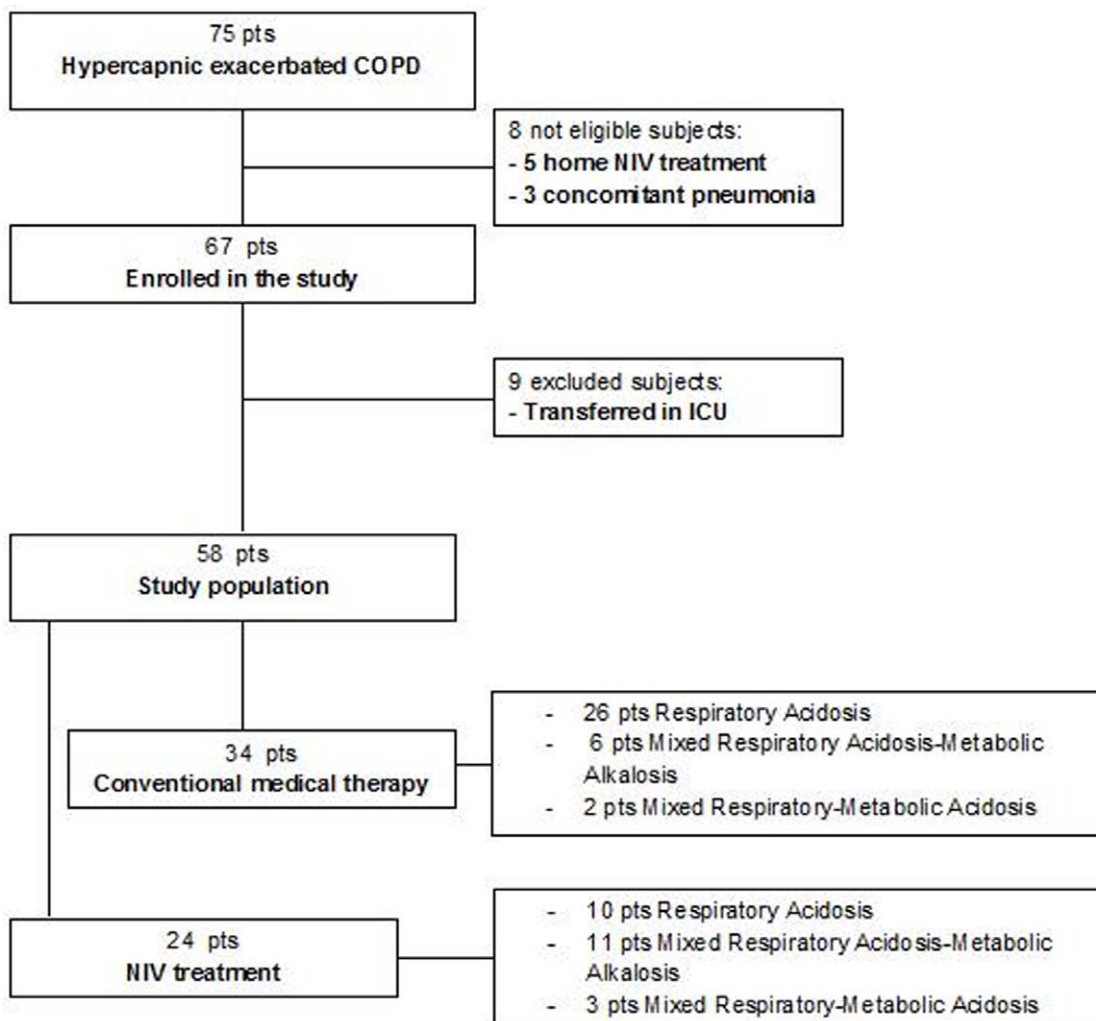 75 pts
Hypercapnic exacerbated COPD
8 not eligible subjects:
- 5 home NIV treatment
- 3 concomitant pneumonia
67 pts
Enrolled in the study
9 excluded subjects:
- Transferred in ICU
58 pts
Study population
34 pts
Conventional medical therapy
- 26 pts Respiratory Acidosis
- 6 pts Mixed Respiratory Acidosis-Metabolic
Alkalosis
- 2 pts Mixed Respiratory-Metabolic Acidosis
24 pts
NIV treatment
- 10 pts Respiratory Acidosis
- 11 pts Mixed Respiratory Acidosis-Metabolic
Alkalosis
- 3 pts Mixed Respiratory-Metabolic Acidosis